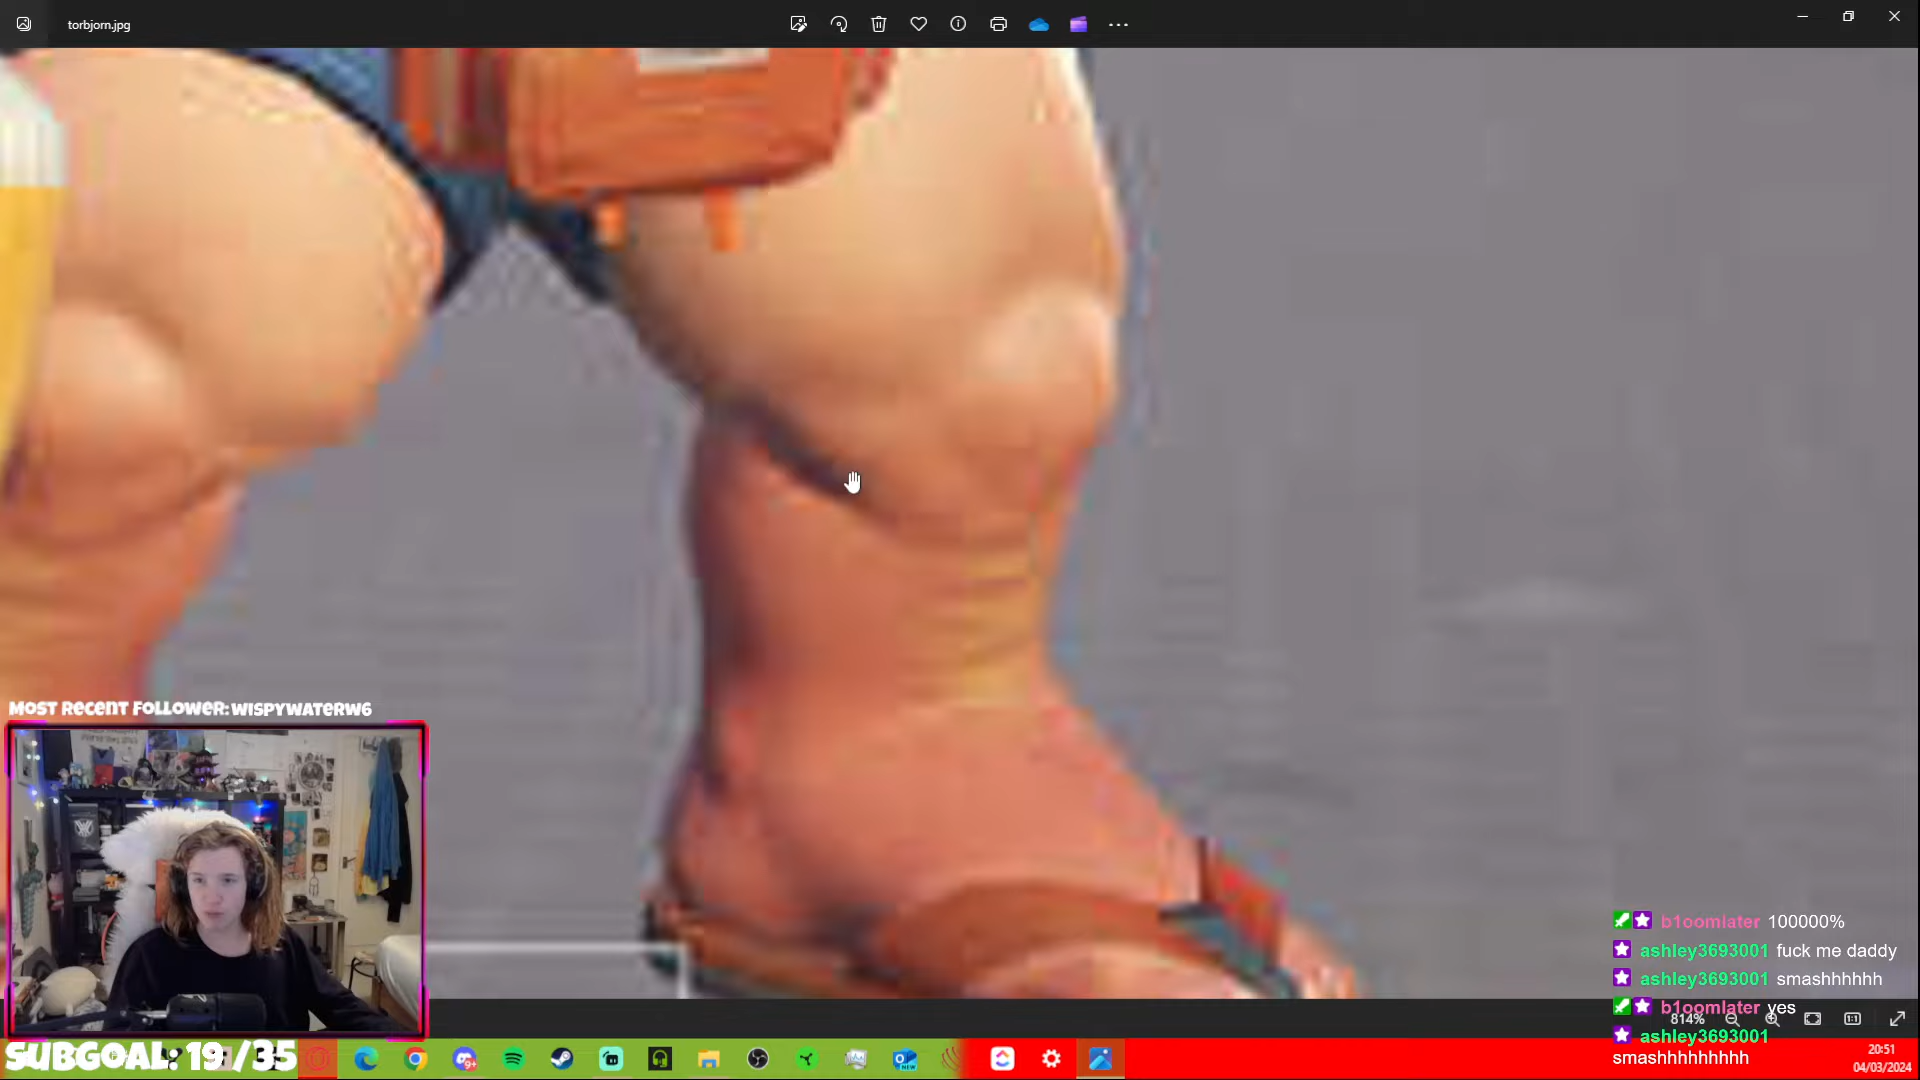 torbjorn.jpg
MOST RECENT FOLLOWER: WISPYWATERW6
b1oomlater 100000%
ashley3693001 fuck me daddy
ashley3693001 smashhhhhh
b1oomlater yes
814%
ashley3693001
smashhhhhhhhh
SUBGOAL: 19 /35
20:51
04/03/2024